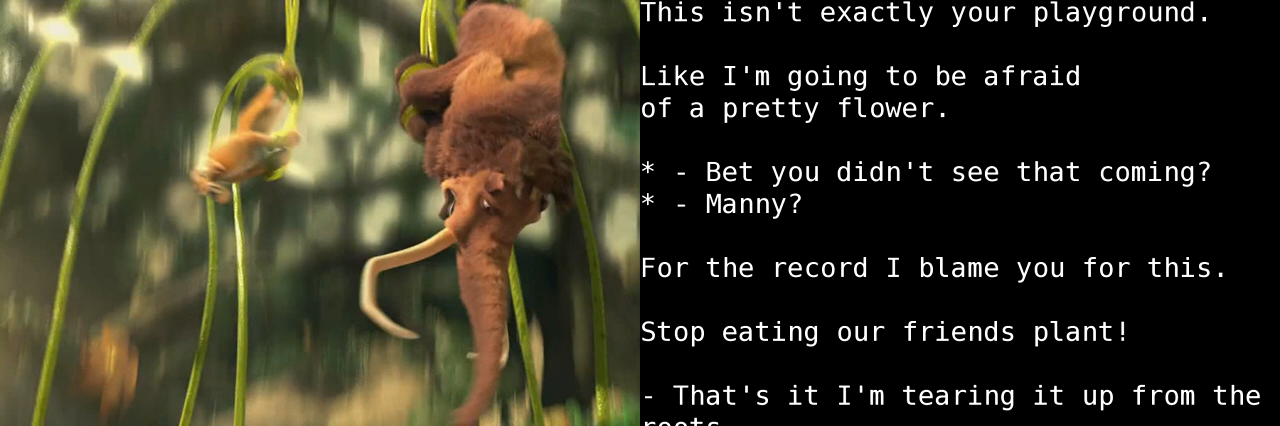 This isn't exactly your playground.
Like I'm going to be afraid
of a pretty flower.
* - Bet you didn't see that coming?
* - Manny?
For the record I blame you for this.
Stop eating our friends plant!
- That's it I'm tearing it up from the
roots